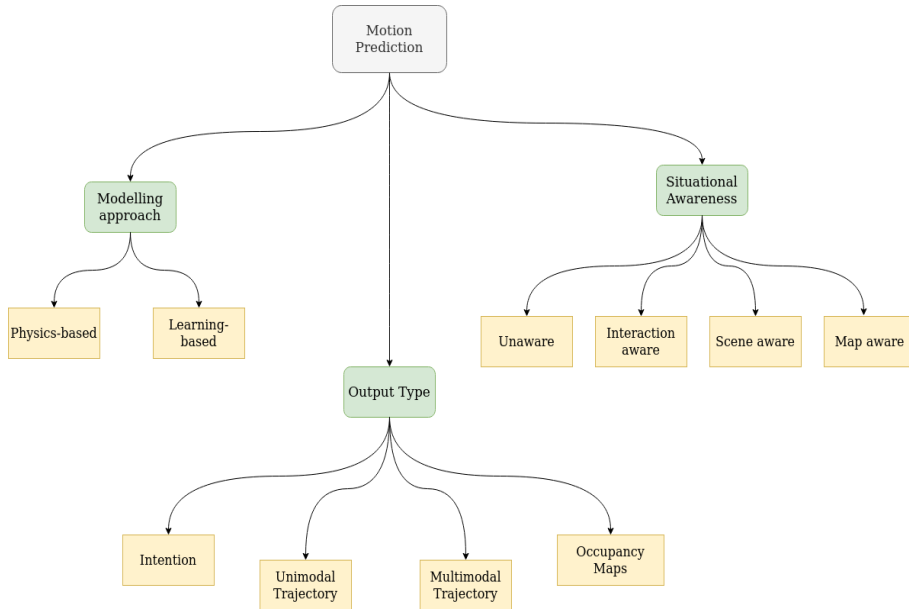 Motion
Prediction
Modelling
approach
Situational
Awareness
Physics-based
Learning-
based
Unaware
Interaction
aware
Scene aware
Map aware
Output Type
Intention
Unimodal
Trajectory
Multimodal
Trajectory
Occupancy
Maps